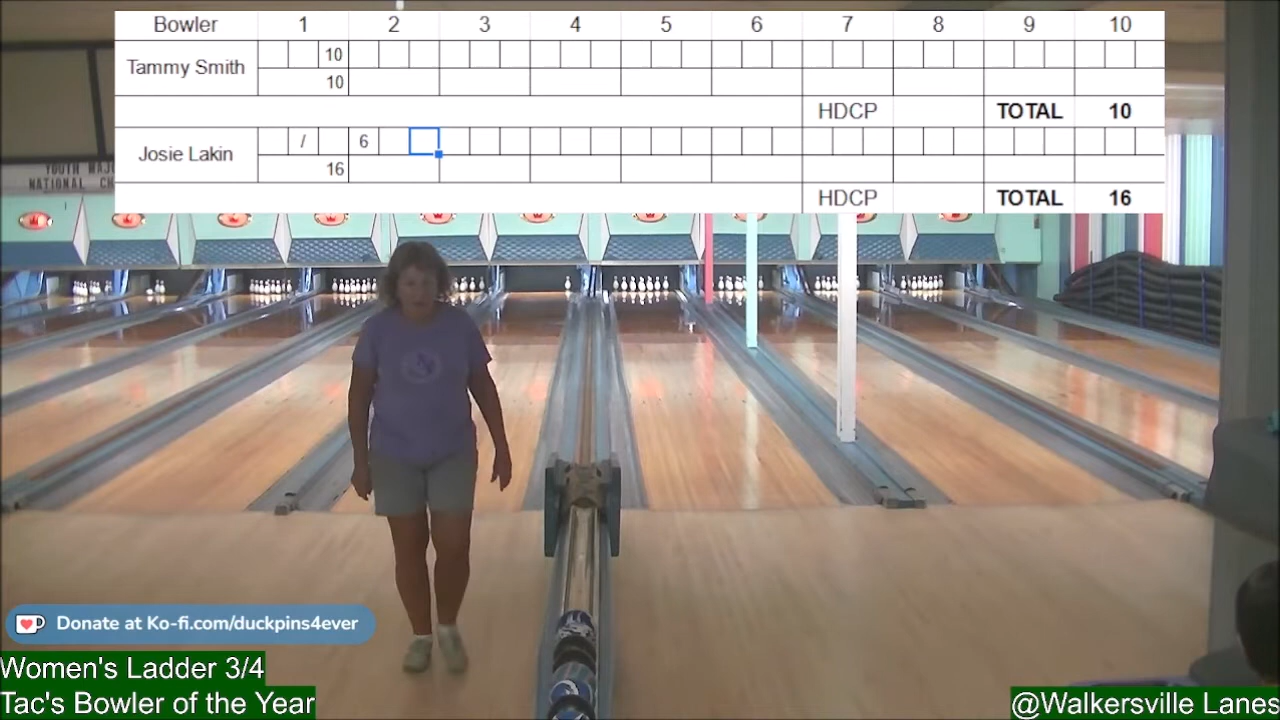 Bowler 1 2 3 4 5 6 7 8 9 10
Tammy Smith 10
10
HDCP TOTAL 10
Josie Lakin / 6
16
HDCP TOTAL 16
YOUTH MAJ
NATIONAL CH
Donate at Ko-fi.com/duckpins4ever
Women's Ladder 3/4
Tac's Bowler of the Year
@Walkersville Lanes